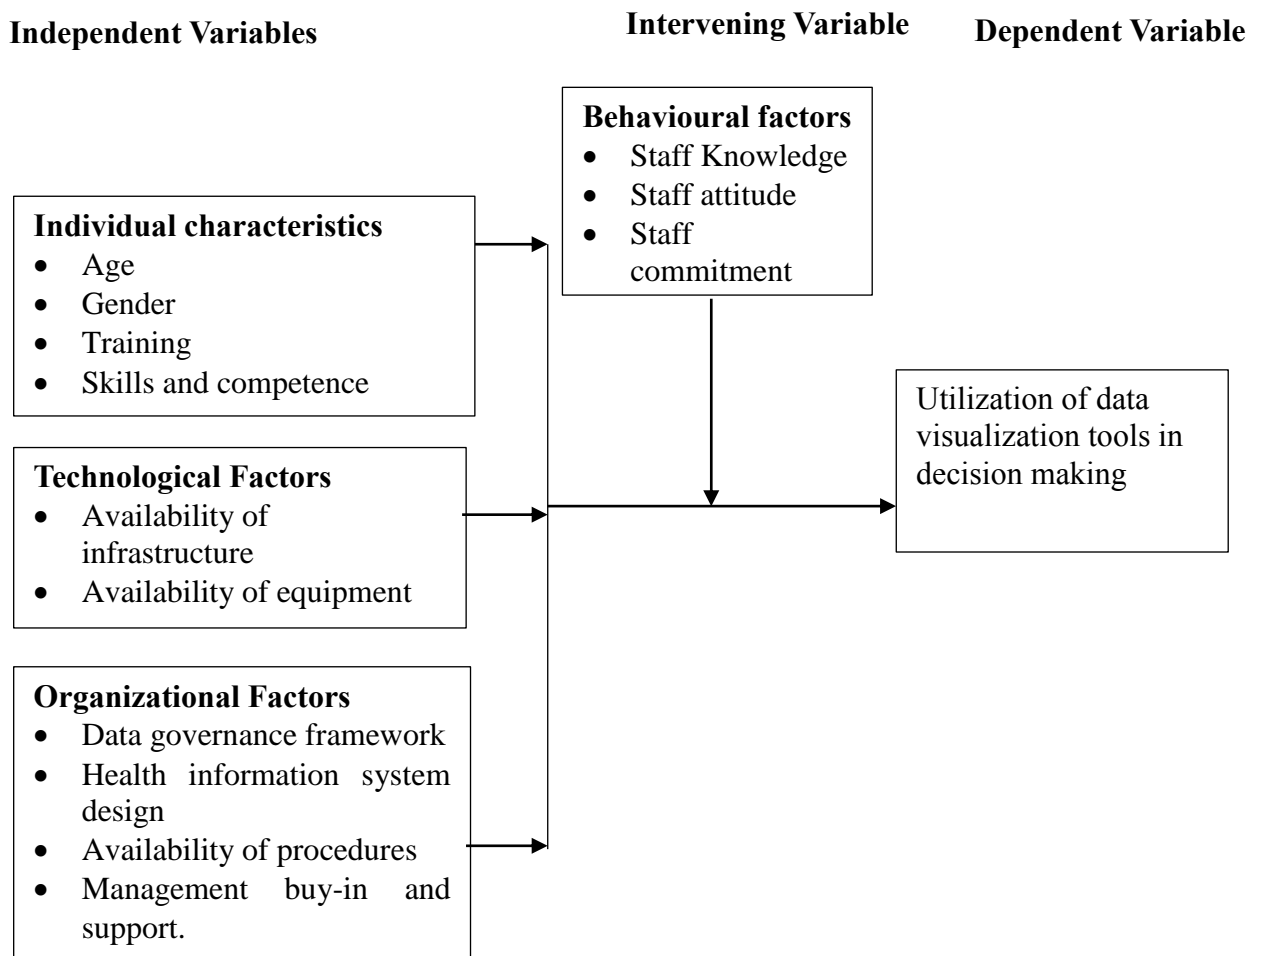 Independent Variables
Intervening Variable
Dependent Variable
Behavioural factors
• Staff Knowledge
• Staff attitude
• Staff
commitment
Individual characteristics
• Age
• Gender
• Training
• Skills and competence
Technological Factors
• Availability of
infrastructure
• Availability of equipment
Organizational Factors
• Data governance framework
• Health information system
design
• Availability of procedures
• Management buy-in and
support.
Utilization of data
visualization tools in
decision making